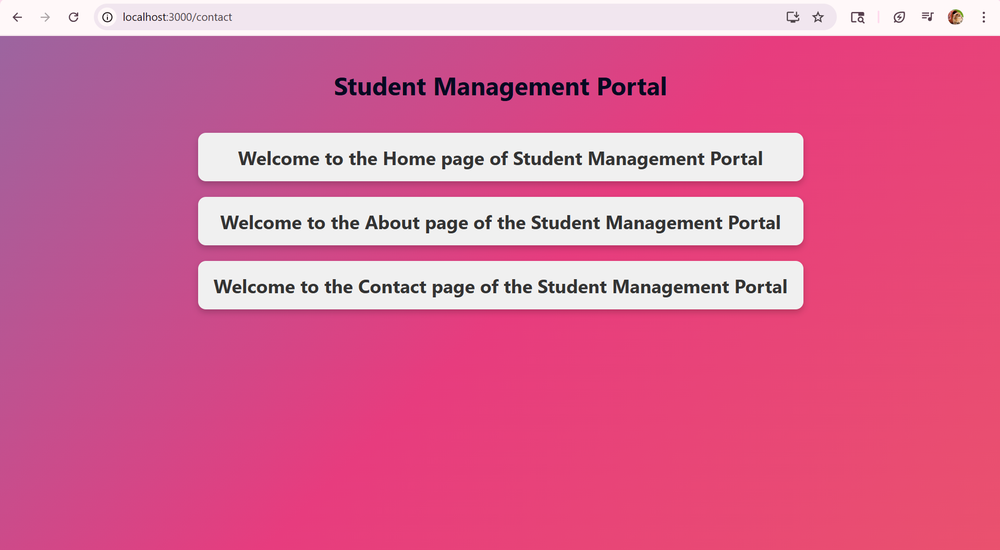 localhost:3000/contact
Student Management Portal
Welcome to the Home page of Student Management Portal
Welcome to the About page of the Student Management Portal
Welcome to the Contact page of the Student Management Portal